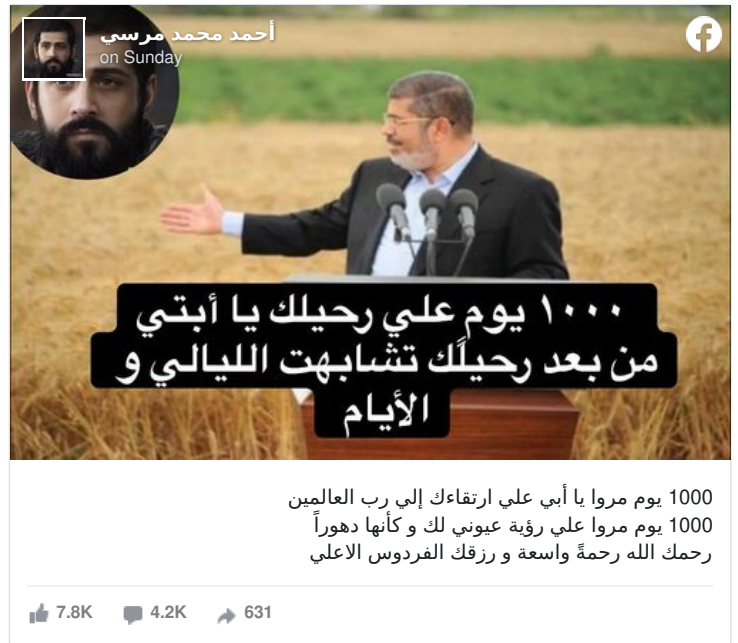 أحمد محمد مرسي
on Sunday
١٠٠٠ يوم علي رحيلك يا أبتي
من بعد رحيلك تشابهت الليالي و
الأيام
1000 يوم مروا يا أبي علي ارتقاءك إلي رب العالمين
1000 يوم مروا علي رؤية عيوني لك و كأنها دهوراً
رحمك الله رحمةً واسعة و رزقك الفردوس الاعلي
7.8K 4.2K 631